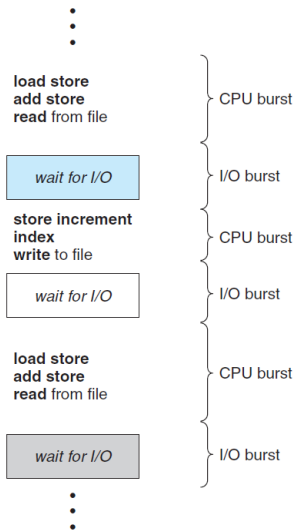 load store
add store
read from file
CPU burst
wait for I/O
I/O burst
store increment
index
write to file
CPU burst
wait for I/O
I/O burst
load store
add store
read from file
CPU burst
wait for I/O
I/O burst